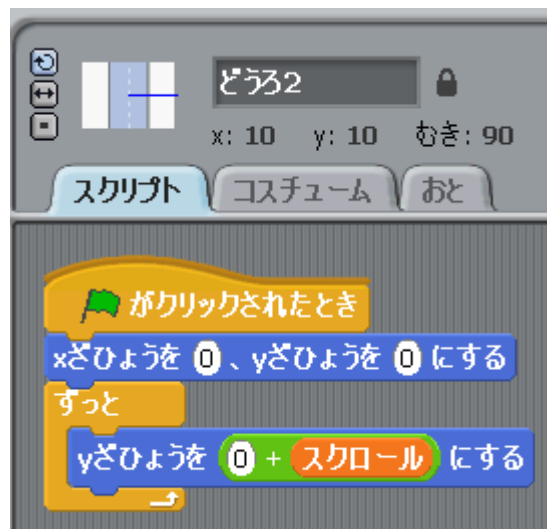 どうろ2
x: 10 y: 10 むき: 90
スクリプト コスチューム おと
がクリックされたとき
xざひょうを 0 、yざひょうを 0 にする
ずっと
yざひょうを 0 + スクロール にする